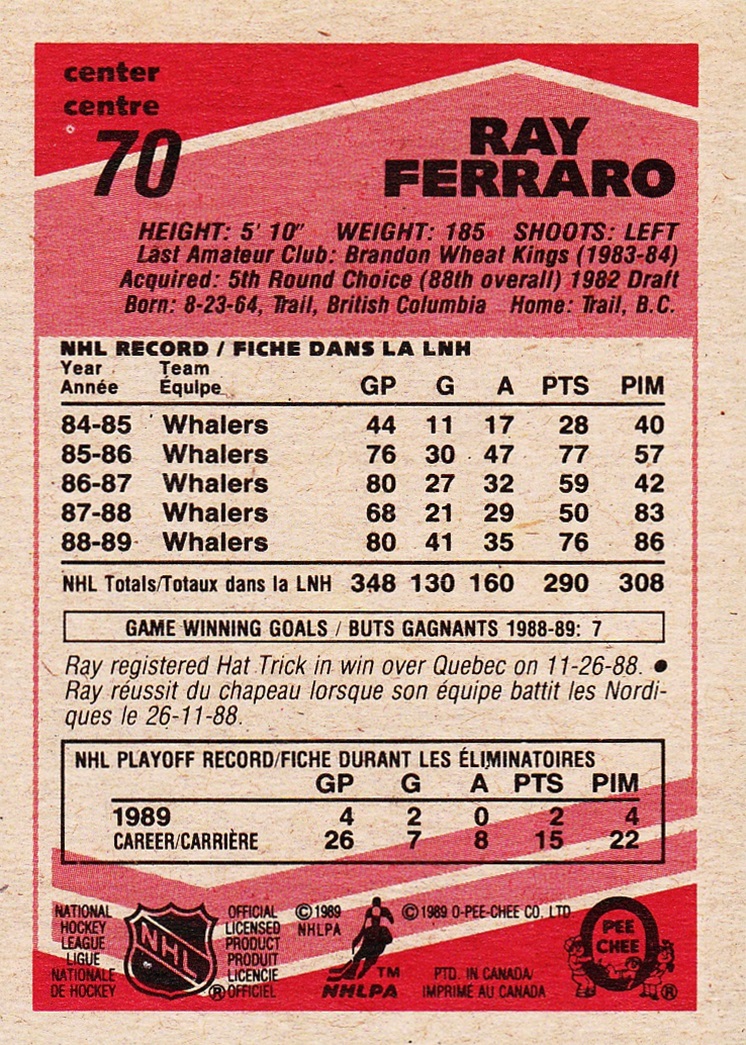 center
centre
70
RAY
FERRARO
HEIGHT: 5' 10" WEIGHT: 185 SHOOTS: LEFT
Last Amateur Club: Brandon Wheat Kings (1983-84)
Acquired: 5th Round Choice (88th overall) 1982 Draft
Born: 8-23-64, Trail, British Columbia Home: Trail, B.C.
NHL RECORD / FICHE DANS LA LNH
Year Team
Année Équipe GP G A PTS PIM
84-85 Whalers 44 11 17 28 40
85-86 Whalers 76 30 47 77 57
86-87 Whalers 80 27 32 59 42
87-88 Whalers 68 21 29 50 83
88-89 Whalers 80 41 35 76 86
NHL Totals/Totaux dans la LNH 348 130 160 290 308
GAME WINNING GOALS / BUTS GAGNANTS 1988-89: 7
Ray registered Hat Trick in win over Quebec on 11-26-88. ●
Ray réussit du chapeau lorsque son équipe battit les Nordi-
ques le 26-11-88.
NHL PLAYOFF RECORD/FICHE DURANT LES ÉLIMINATOIRES
GP G A PTS PIM
1989 4 2 0 2 4
CAREER/CARRIÈRE 26 7 8 15 22
NATIONAL
HOCKEY
LEAGUE
LIGUE
NATIONALE
DE HOCKEY
NHL
OFFICIAL
LICENSED
PRODUCT
PRODUIT
LICENCIE
® OFFICIEL
© 1989
NHLPA
TM
NHLPA
© 1989 O-PEE-CHEE CO. LTD.
PTD. IN CANADA/
IMPRIME AU CANADA
O
PEE
CHEE
®